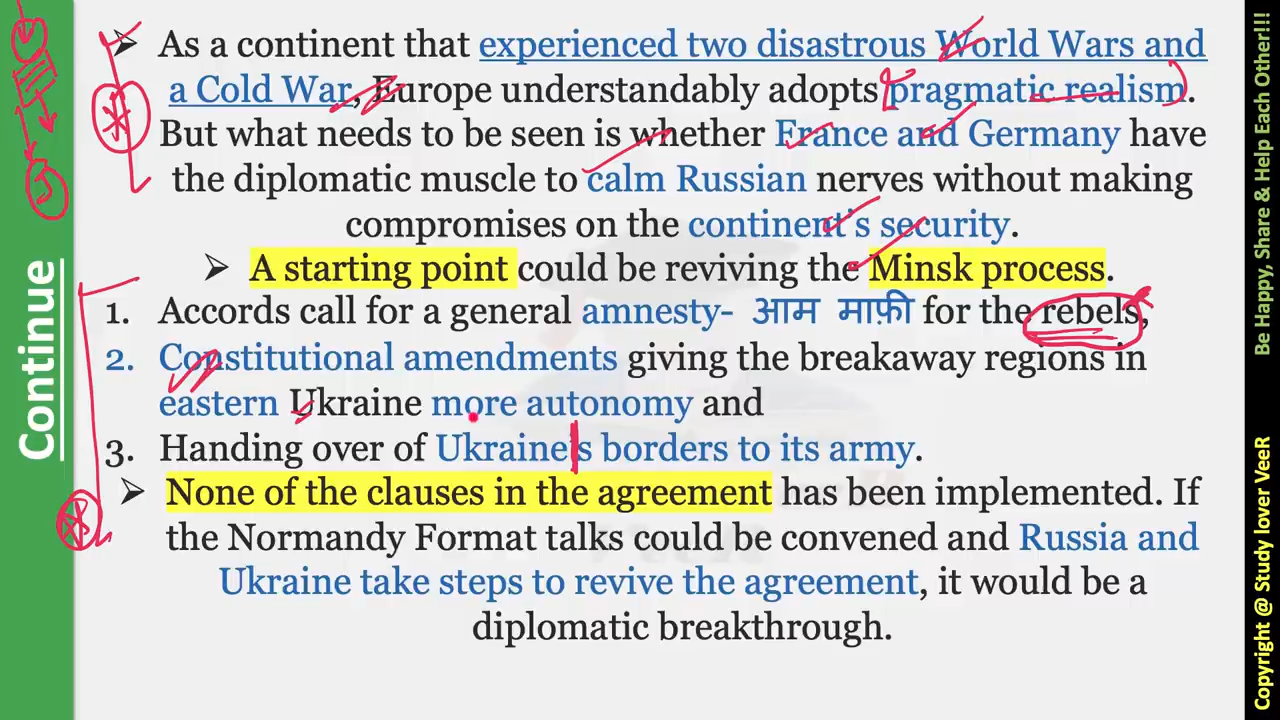 Continue
➢ As a continent that experienced two disastrous World Wars and
a Cold War, Europe understandably adopts pragmatic realism.
But what needs to be seen is whether France and Germany have
the diplomatic muscle to calm Russian nerves without making
compromises on the continent's security.
➢ A starting point could be reviving the Minsk process.
1. Accords call for a general amnesty- आम माफ़ी for the rebels,
2. Constitutional amendments giving the breakaway regions in
eastern Ukraine more autonomy and
3. Handing over of Ukraine's borders to its army.
➢ None of the clauses in the agreement has been implemented. If
the Normandy Format talks could be convened and Russia and
Ukraine take steps to revive the agreement, it would be a
diplomatic breakthrough.
Copyright @ Study lover VeeR
Be Happy, Share & Help Each Other!!!